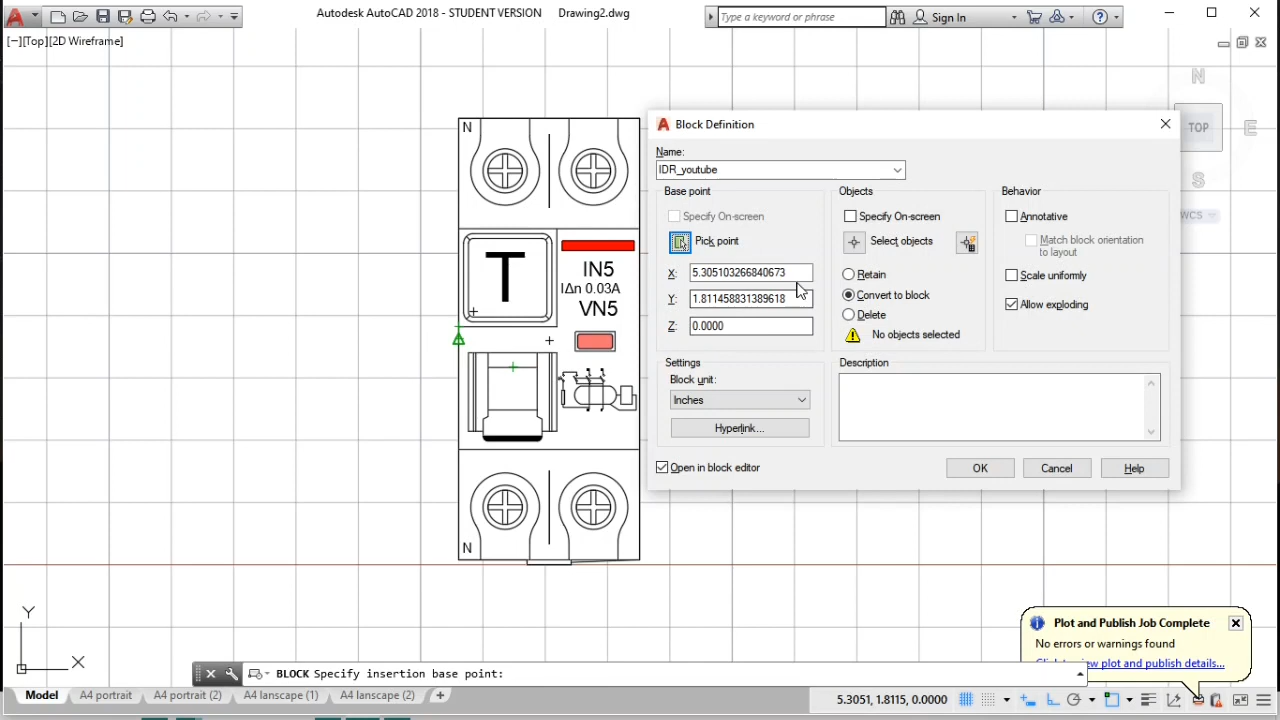 Autodesk AutoCAD 2018 - STUDENT VERSION Drawing2.dwg
Type a keyword or phrase
Sign In
[−][Top][2D Wireframe]
N
TOP
E
S
WCS
N
T
IN5
IΔn 0.03A
VN5
N
Block Definition
Name:
IDR_youtube
Base point
Specify On-screen
Pick point
X: 5.305103266840673
Y: 1.811458831389618
Z: 0.0000
Settings
Block unit:
Inches
Hyperlink...
Open in block editor
Objects
Specify On-screen
Select objects
Retain
Convert to block
Delete
No objects selected
Behavior
Annotative
Match block orientation
to layout
Scale uniformly
Allow exploding
Description
OK
Cancel
Help
Plot and Publish Job Complete
No errors or warnings found
plot and publish details...
Y
X
BLOCK Specify insertion base point:
Model
A4 portrait
A4 portrait (2)
A4 lanscape (1)
A4 lanscape (2)
5.3051, 1.8115, 0.0000